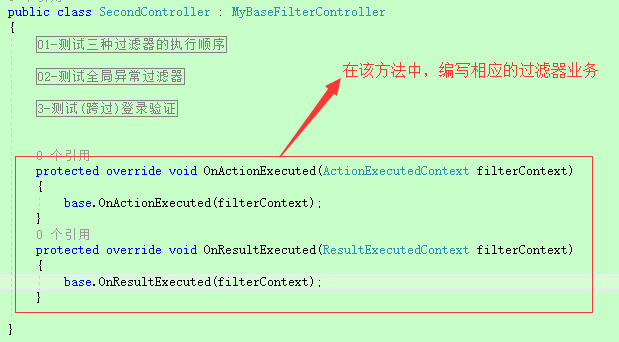 public class SecondController : MyBaseFilterController
{
01-测试三种过滤器的执行顺序
在该方法中，编写相应的过滤器业务
02-测试全局异常过滤器
3-测试(跨过)登录验证
0 个引用
protected override void OnActionExecuted(ActionExecutedContext filterContext)
{
base.OnActionExecuted(filterContext);
}
0 个引用
protected override void OnResultExecuted(ResultExecutedContext filterContext)
{
base.OnResultExecuted(filterContext);
}
}